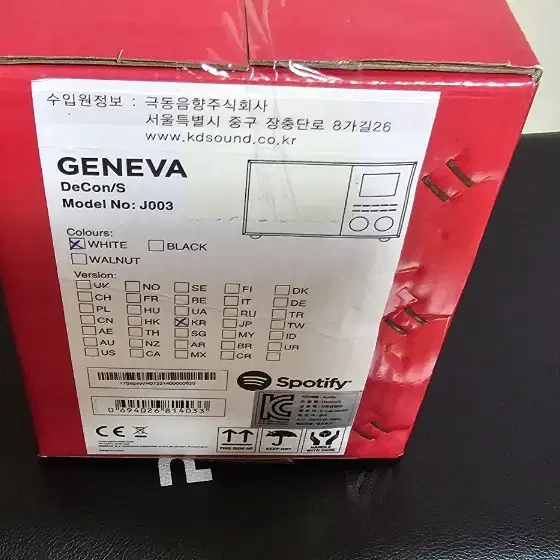 수입원정보 : 극동음향주식회사
서울특별시 중구 장충단로 8가길26
www.kdsound.co.kr
GENEVA
DeCon/S
Model No: J003
Colours:
WHITE BLACK
WALNUT
Version:
UK NO SE FI DK
CH FR BE IT DE
PL HU UA RU TR
CN HK KR JP TW
AE TH SG MY ID
AU NZ AR BR UR
US CA MX CR
Spotify
0 694026 814033
CE
THIS SIDE UP KEEP DRY HANDLE WITH CARE